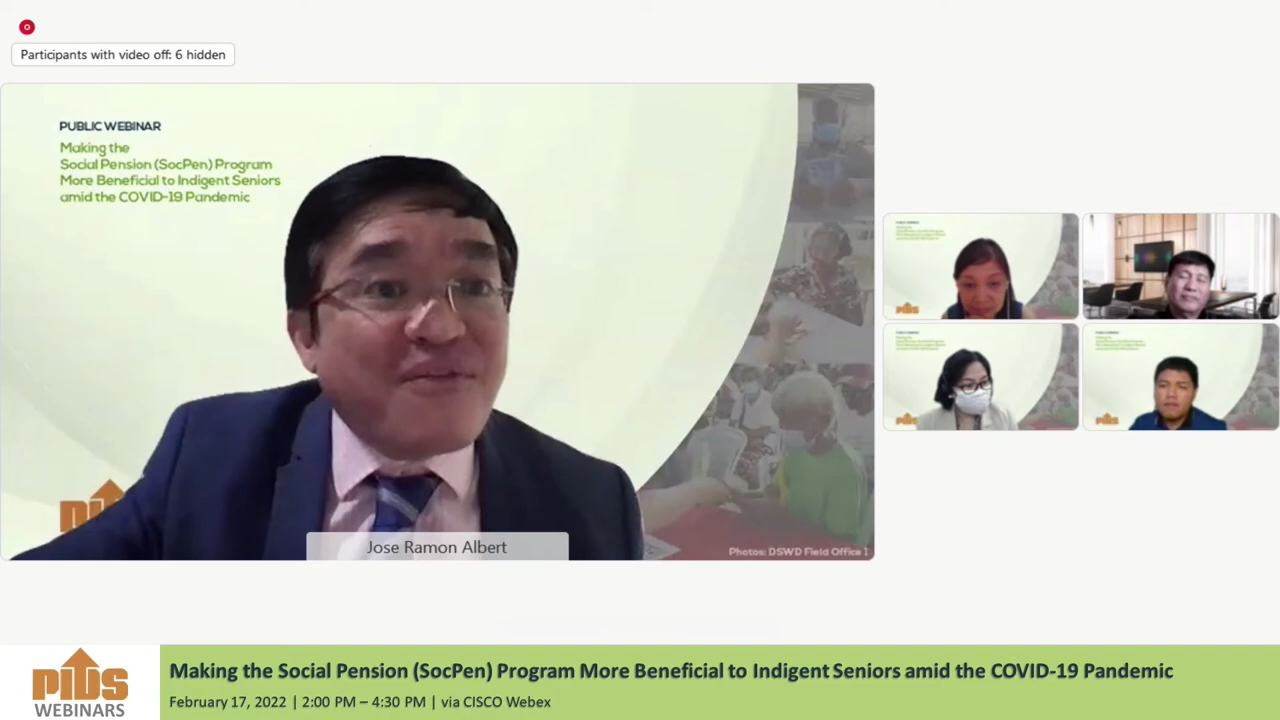 Participants with video off: 6 hidden
PUBLIC WEBINAR
Making the
Social Pension (SocPen) Program
More Beneficial to Indigent Seniors
amid the COVID-19 Pandemic
Jose Ramon Albert
Photos: DSWD Field Office 1
PIDS
WEBINARS
Making the Social Pension (SocPen) Program More Beneficial to Indigent Seniors amid the COVID-19 Pandemic
February 17, 2022 | 2:00 PM – 4:30 PM | via CISCO Webex